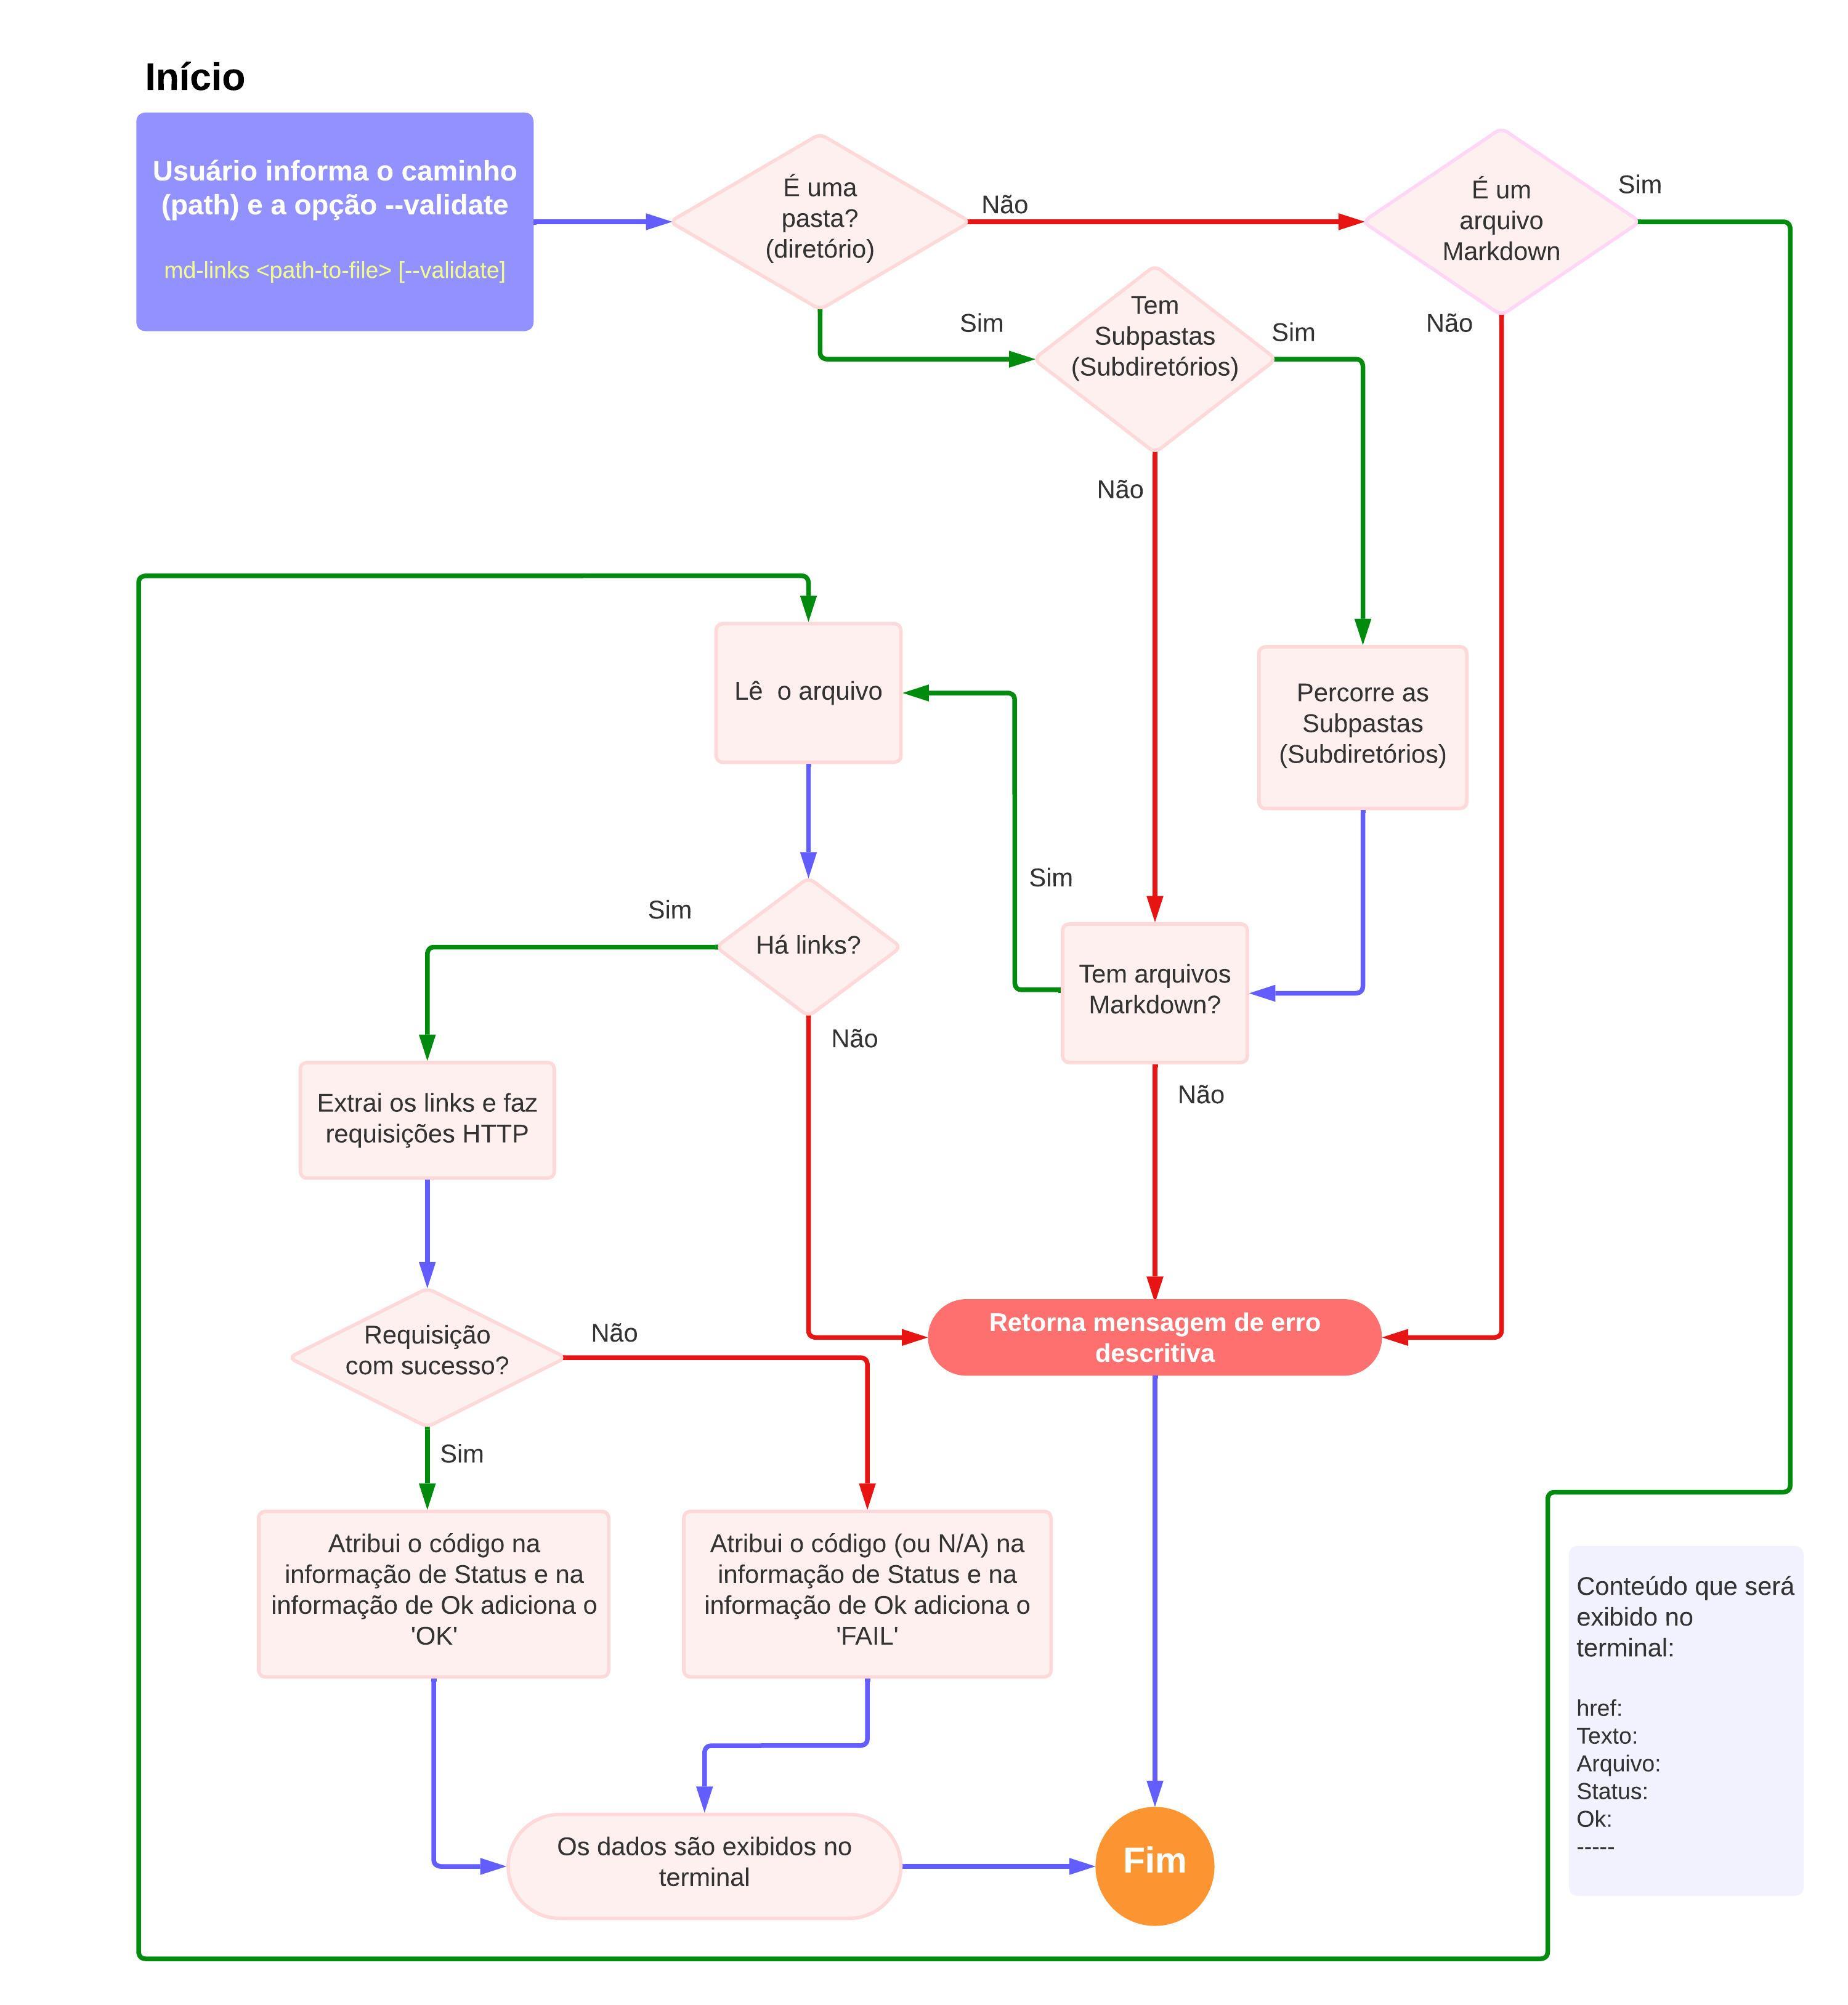 Início
Usuário informa o caminho
(path) e a opção --validate
md-links <path-to-file> [--validate]
É uma
pasta?
(diretório)
Não
É um
arquivo
Markdown
Sim
Sim
Tem
Subpastas
(Subdiretórios)
Sim
Não
Não
Lê  o arquivo
Percorre as
Subpastas
(Subdiretórios)
Sim
Sim
Há links?
Tem arquivos
Markdown?
Não
Não
Extrai os links e faz
requisições HTTP
Retorna mensagem de erro
descritiva
Requisição
com sucesso?
Não
Sim
Atribui o código na
informação de Status e na
informação de Ok adiciona o
'OK'
Atribui o código (ou N/A) na
informação de Status e na
informação de Ok adiciona o
'FAIL'
Conteúdo que será
exibido no
terminal:
href:
Texto:
Arquivo:
Status:
Ok:
-----
Os dados são exibidos no
terminal
Fim